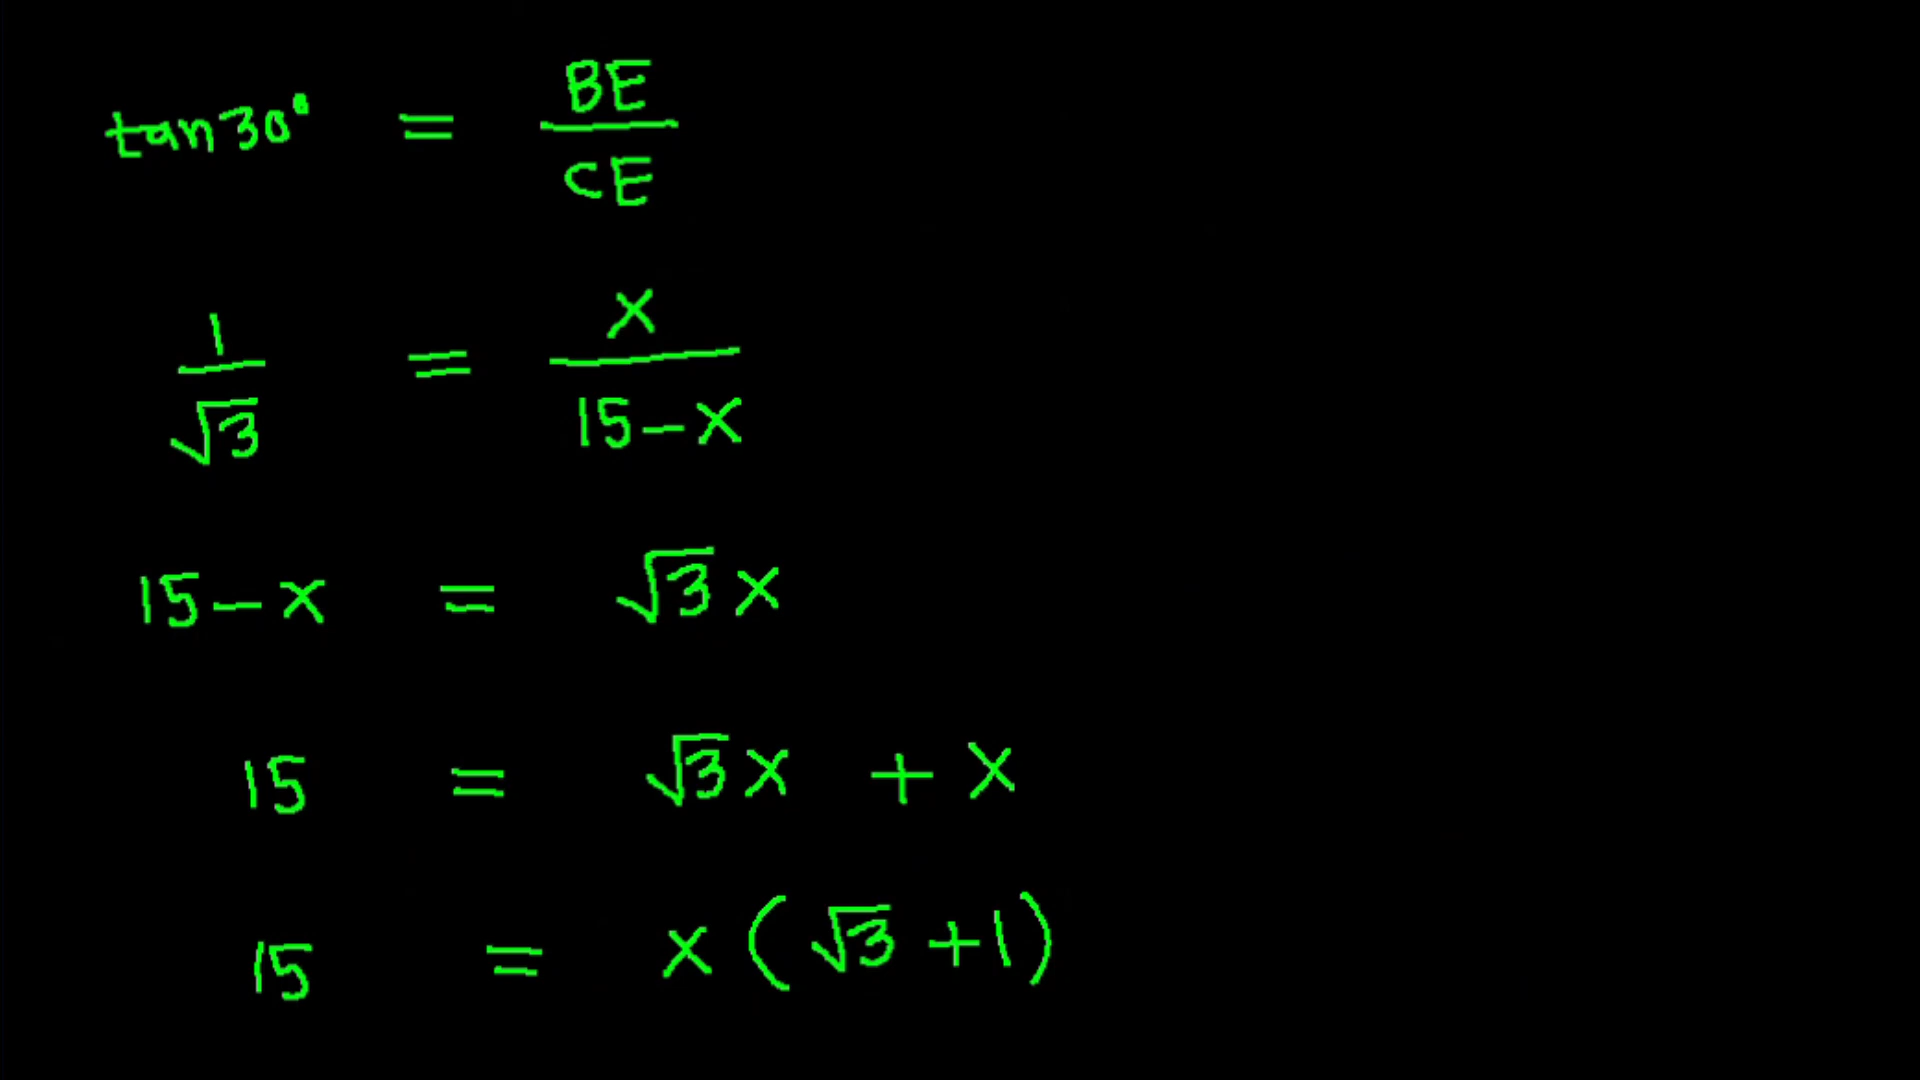 tan30° = BE/CE
1/√3 = x/15-x
15-x = √3x
15 = √3x + x
15 = x(√3+1)